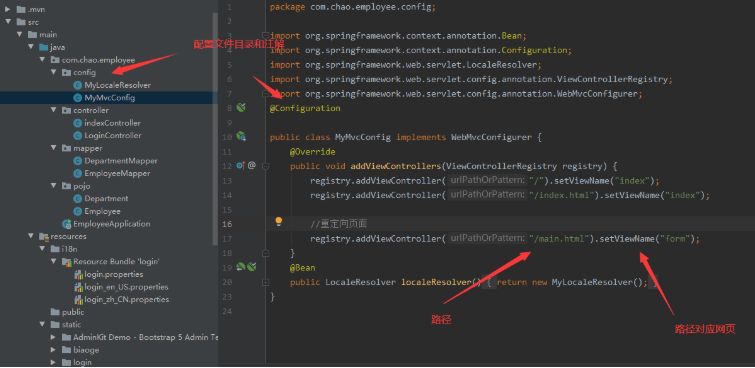 .mvn
src
main
java
com.chao.employee
config
MyLocaleResolver
MyMvcConfig
controller
indexController
LoginController
mapper
DepartmentMapper
EmployeeMapper
pojo
Department
Employee
EmployeeApplication
resources
i18n
Resource Bundle 'login'
login.properties
login_en_US.properties
login_zh_CN.properties
public
static
AdminKit Demo - Bootstrap 5 Admin Te
biaoge
login
配置文件目录和注解
1 package com.chao.employee.config;
2
3 import org.springframework.context.annotation.Bean;
4 import org.springframework.context.annotation.Configuration;
5 import org.springframework.web.servlet.LocaleResolver;
6 import org.springframework.web.servlet.config.annotation.ViewControllerRegistry;
7 import org.springframework.web.servlet.config.annotation.WebMvcConfigurer;
8 @Configuration
9
10 public class MyMvcConfig implements WebMvcConfigurer {
11 @Override
12 @ public void addViewControllers(ViewControllerRegistry registry) {
13 registry.addViewController( urlPathOrPattern: "/").setViewName("index");
14 registry.addViewController( urlPathOrPattern: "/index.html").setViewName("index");
15
16 //重定向页面
17 registry.addViewController( urlPathOrPattern: "/main.html").setViewName("form");
18 }
19 @Bean
20 public LocaleResolver localeResolver() { return new MyLocaleResolver(); }
23 }
24
路径
路径对应网页